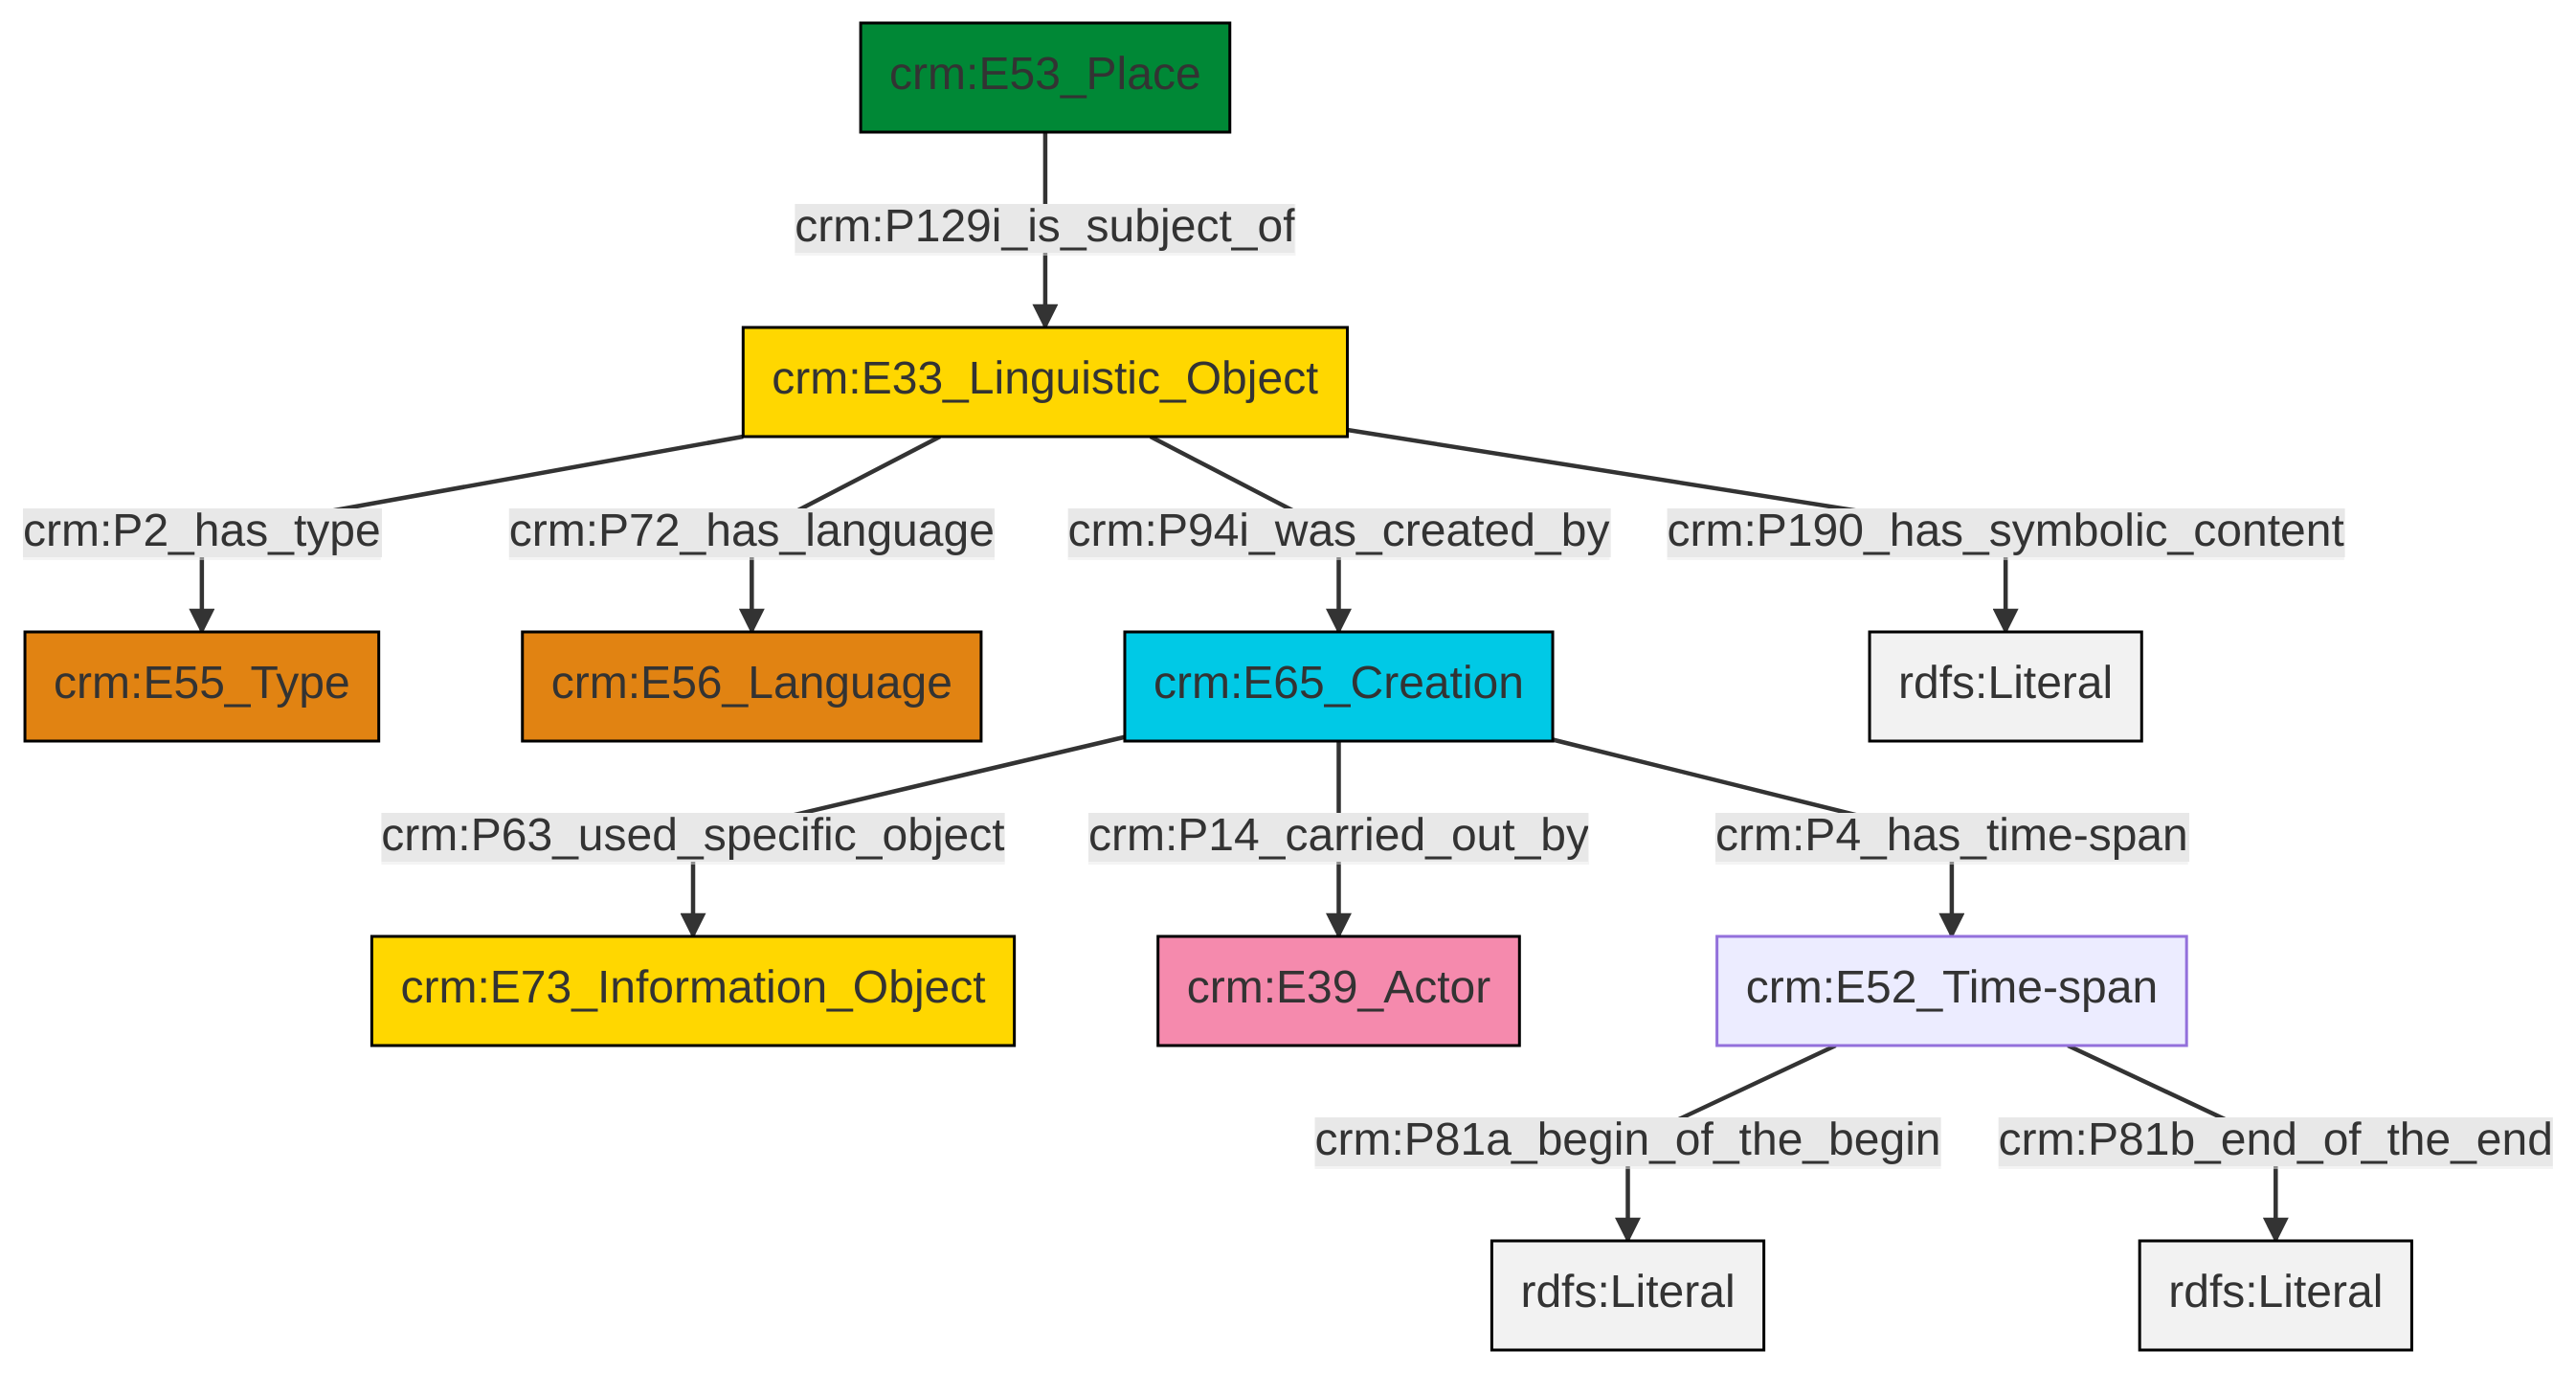 crm:E53_Place
crm:P129i_is_subject_of
crm:E33_Linguistic_Object
crm:P2_has_type
crm:P72_has_language
crm:P94i_was_created_by
crm:P190_has_symbolic_content
crm:E55_Type
crm:E56_Language
crm:E65_Creation
rdfs:Literal
crm:P63_used_specific_object
crm:P14_carried_out_by
crm:P4_has_time-span
crm:E73_Information_Object
crm:E39_Actor
crm:E52_Time-span
crm:P81a_begin_of_the_begin
crm:P81b_end_of_the_end
rdfs:Literal
rdfs:Literal